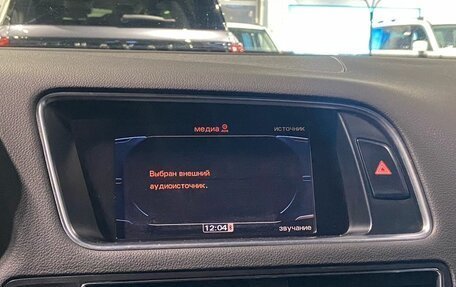 медиа
источник
Выбран внешний
аудиоисточник.
12:04
звучание